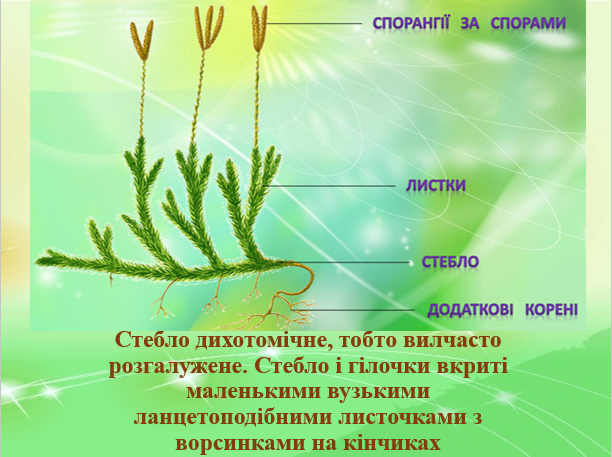 СПОРАНГІЇ ЗА СПОРАМИ
ЛИСТКИ
СТЕБЛО
ДОДАТКОВІ КОРЕНІ
Стебло дихотомічне, тобто вилчасто
розгалужене. Стебло і гілочки вкриті
маленькими вузькими
ланцетоподібними листочками з
ворсинками на кінчиках